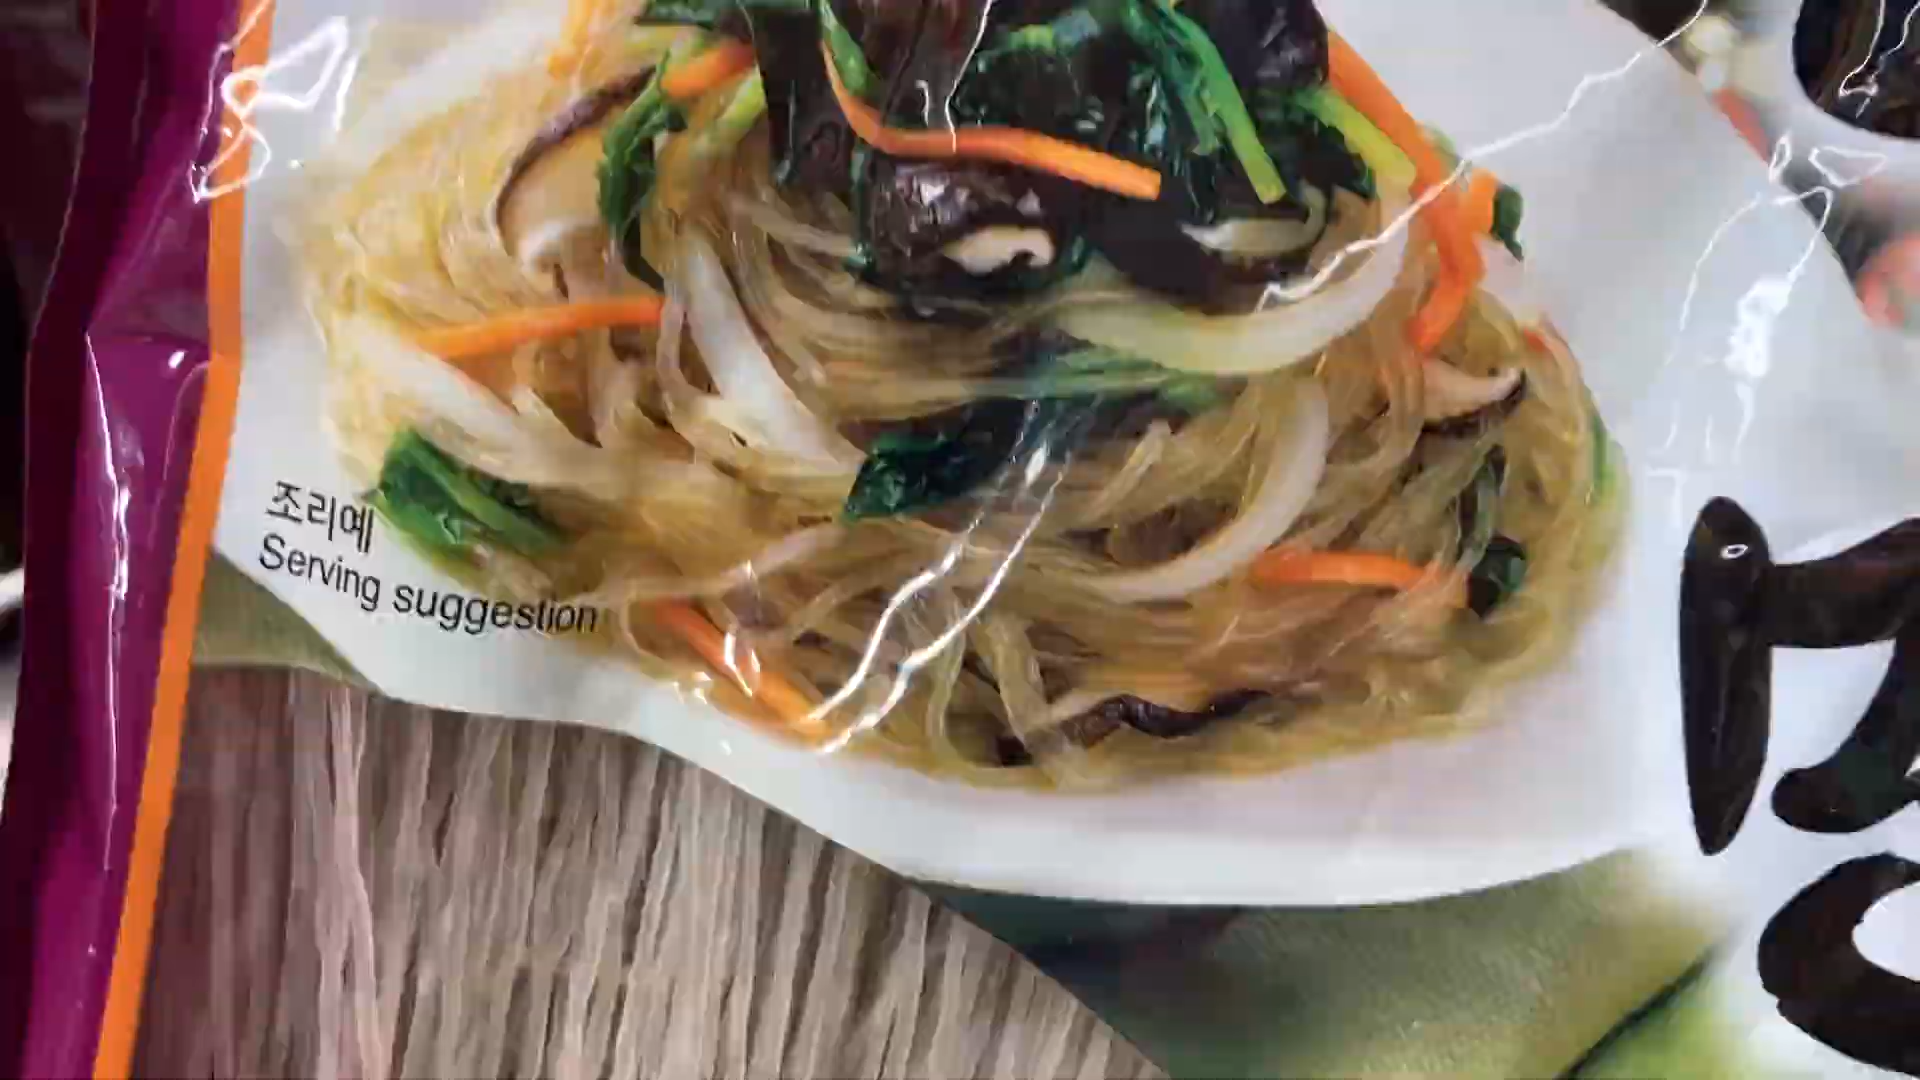 조리예
Serving suggestion